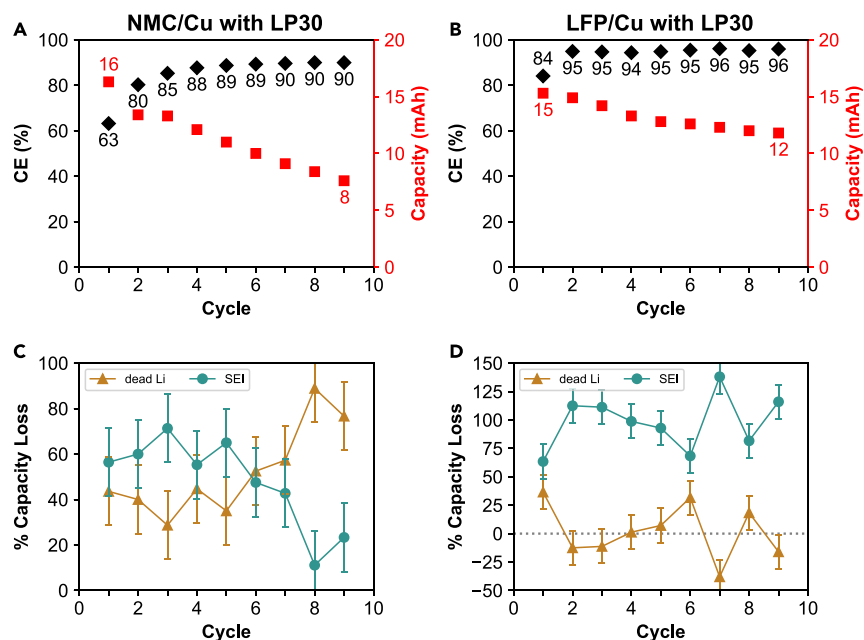 A NMC/Cu with LP30
100
80
60
40
20
0
CE (%)
16
63
80
85
88
89
89
90
90
90
8
20
15
10
5
0
Capacity (mAh)
0 2 4 6 8 10
Cycle
B LFP/Cu with LP30
100
80
60
40
20
0
CE (%)
84
15
95
95
94
95
95
96
95
96
12
20
15
10
5
0
Capacity (mAh)
0 2 4 6 8 10
Cycle
C
dead Li SEI
100
80
60
40
20
0
% Capacity Loss
0 2 4 6 8 10
Cycle
D
dead Li SEI
150
125
100
75
50
25
0
−25
−50
% Capacity Loss
0 2 4 6 8 10
Cycle